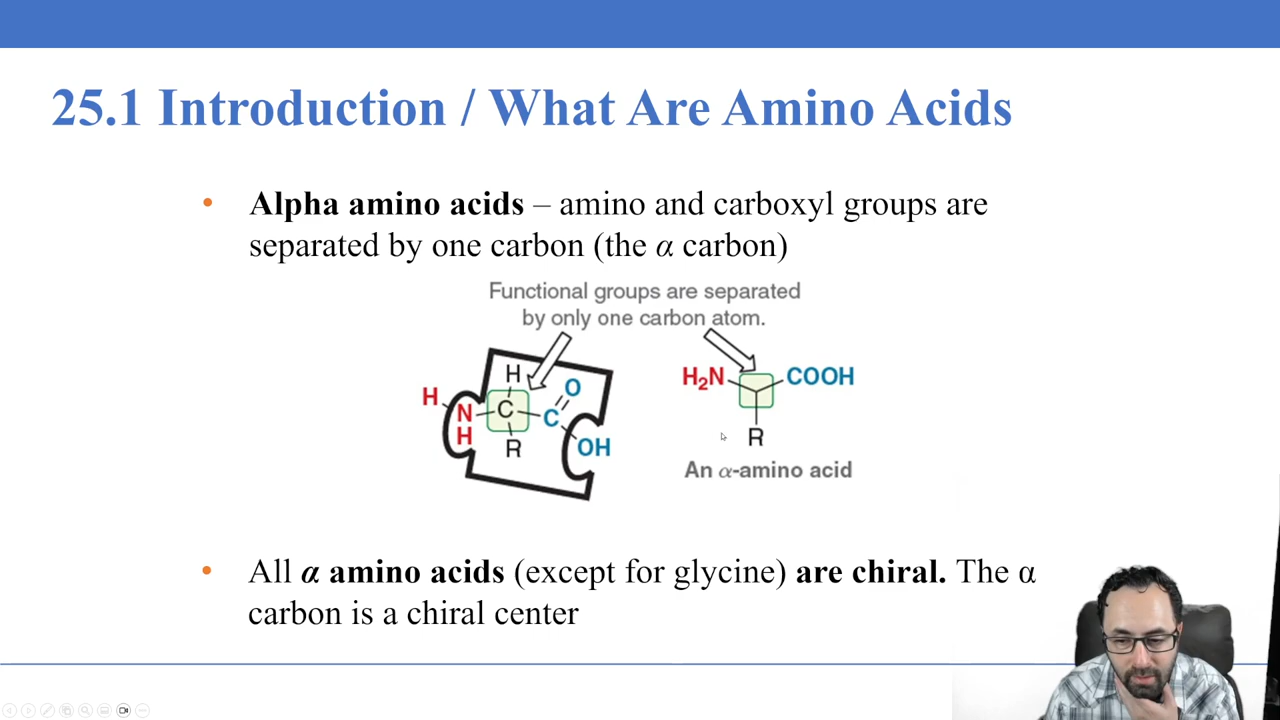 25.1 Introduction / What Are Amino Acids
• Alpha amino acids – amino and carboxyl groups are
separated by one carbon (the α carbon)
Functional groups are separated
by only one carbon atom.
H
H
O
N
C
C
H
R
OH
H₂N
COOH
R
An α-amino acid
• All α amino acids (except for glycine) are chiral. The α
carbon is a chiral center